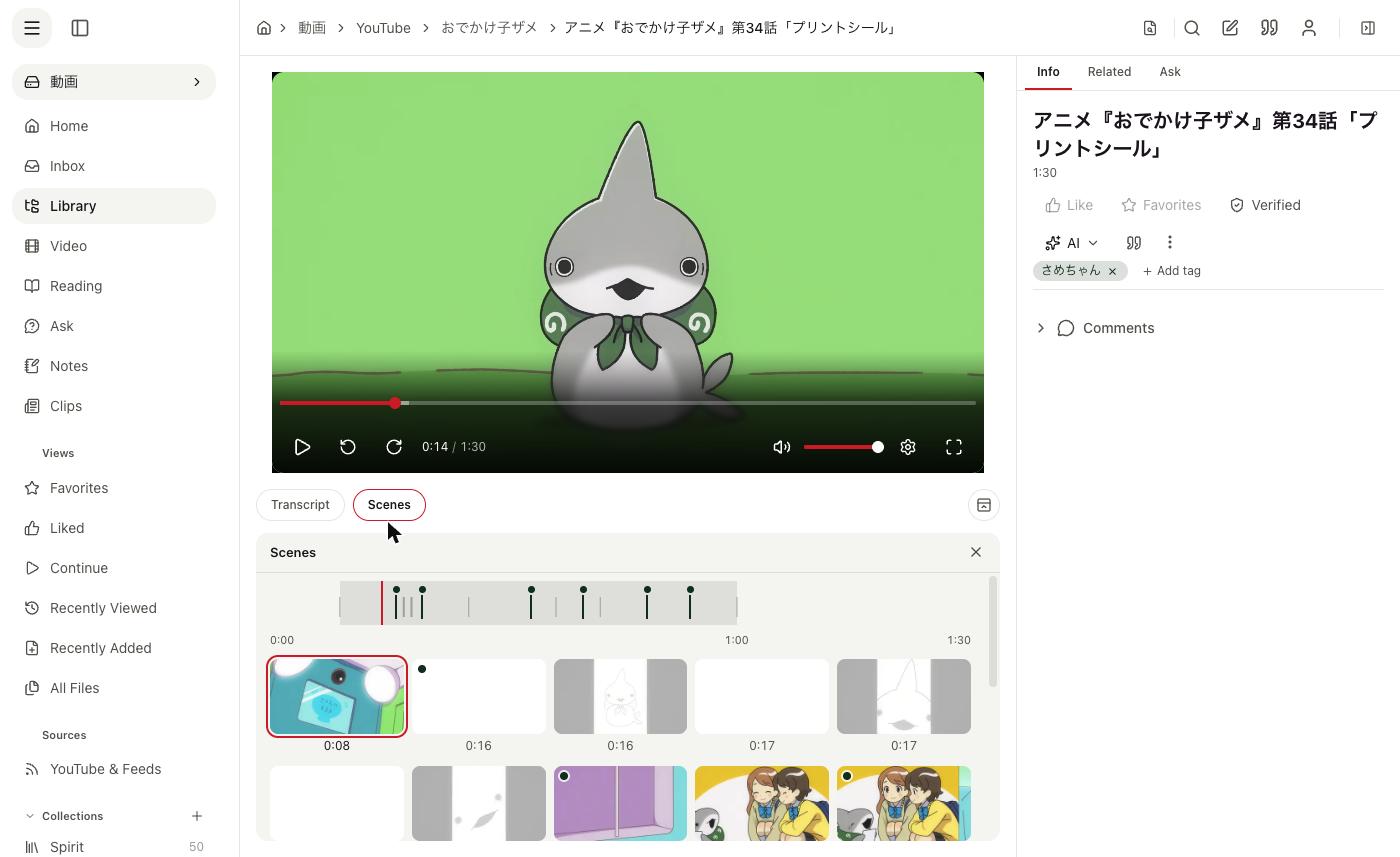 動画
Home
Inbox
Library
Video
Reading
Ask
Notes
Clips
Views
Favorites
Liked
Continue
Recently Viewed
Recently Added
All Files
Sources
YouTube & Feeds
Collections
Spirit 50
動画 YouTube おでかけ子ザメ アニメ『おでかけ子ザメ』第34話「プリントシール」
0:14 / 1:30
Transcript Scenes
Scenes
0:00 1:00 1:30
0:08 0:16 0:16 0:17 0:17
Info Related Ask
アニメ『おでかけ子ザメ』第34話「プ
リントシール」
1:30
Like Favorites Verified
AI
さめちゃん × + Add tag
Comments